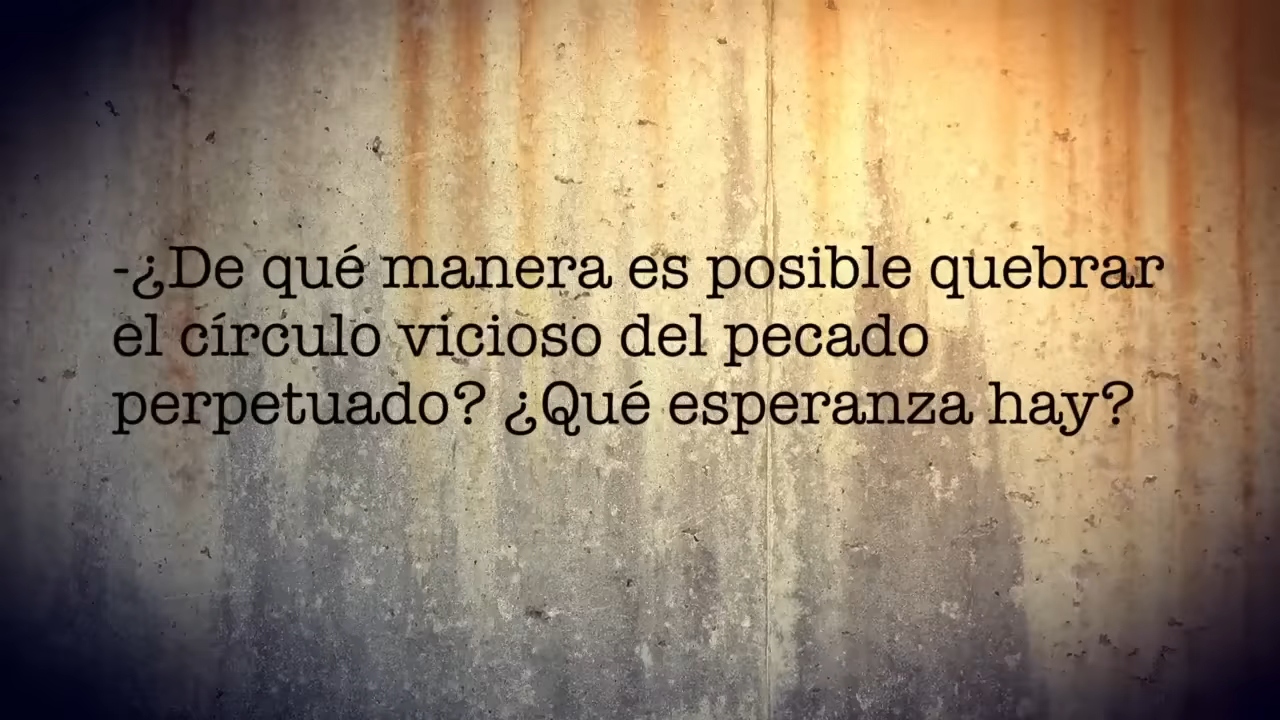 -¿De qué manera es posible quebrar
el círculo vicioso del pecado
perpetuado? ¿Qué esperanza hay?